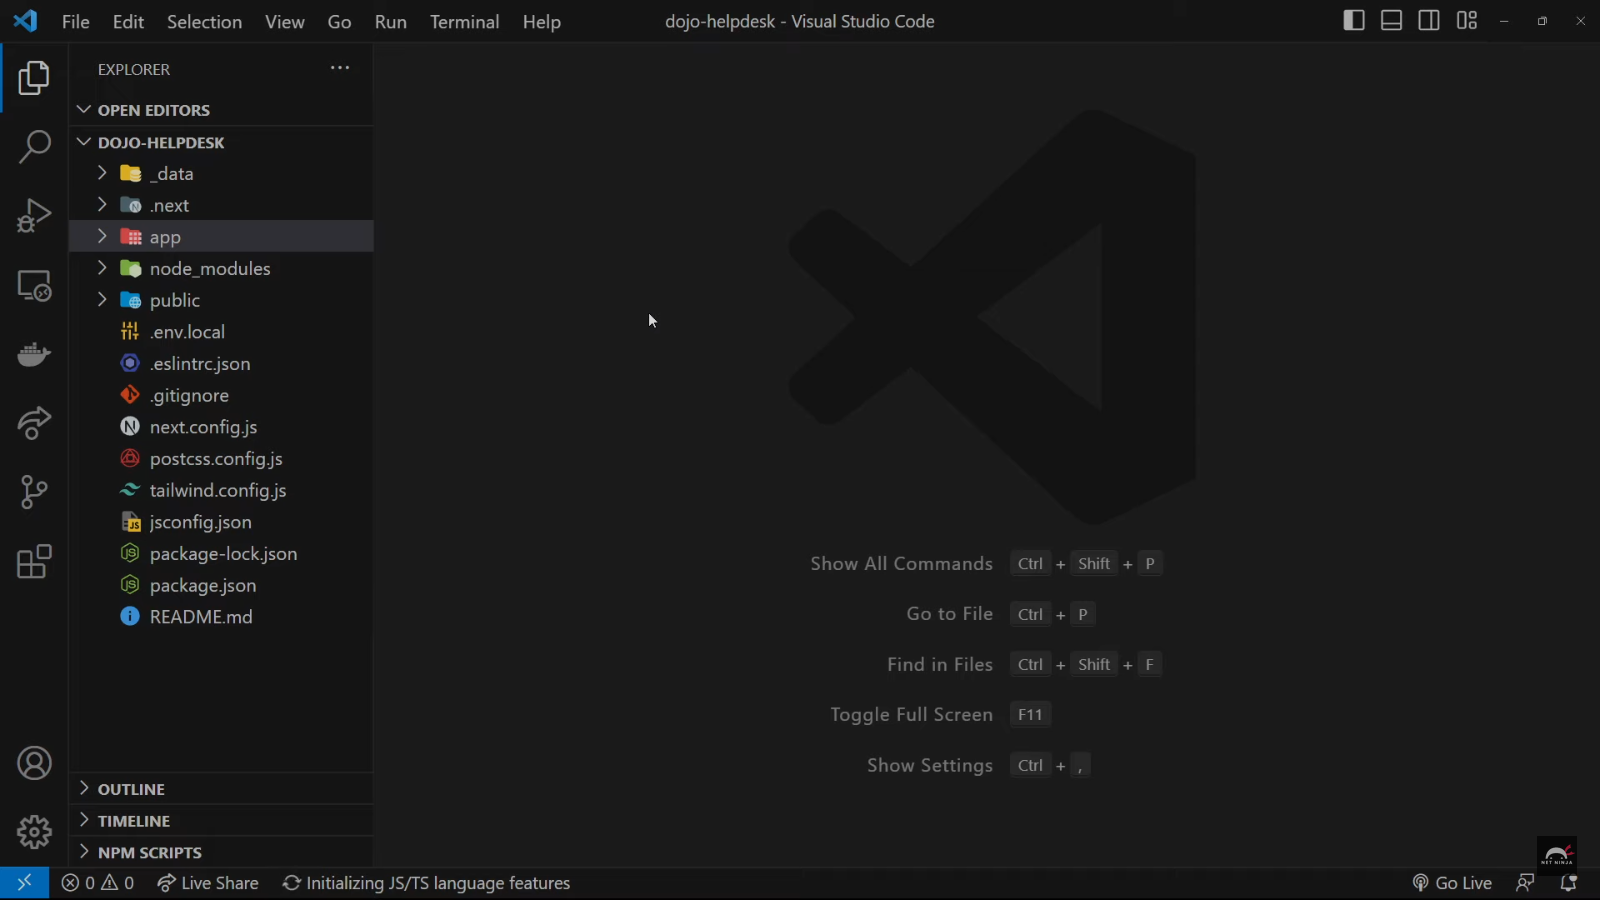 File Edit Selection View Go Run Terminal Help
dojo-helpdesk - Visual Studio Code
EXPLORER
OPEN EDITORS
DOJO-HELPDESK
_data
.next
app
node_modules
public
.env.local
.eslintrc.json
.gitignore
next.config.js
postcss.config.js
tailwind.config.js
jsconfig.json
package-lock.json
package.json
README.md
OUTLINE
TIMELINE
NPM SCRIPTS
Show All Commands Ctrl + Shift + P
Go to File Ctrl + P
Find in Files Ctrl + Shift + F
Toggle Full Screen F11
Show Settings Ctrl + ,
NET NINJA
0 0 Live Share Initializing JS/TS language features Go Live